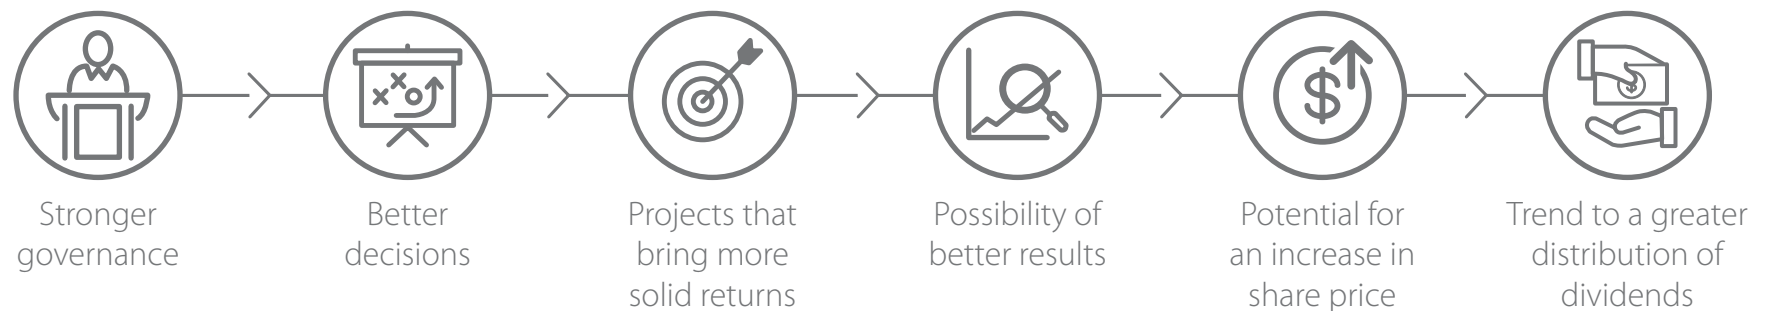 Stronger
governance
Better
decisions
Projects that
bring more
solid returns
Possibility of
better results
Potential for
an increase in
share price
Trend to a greater
distribution of
dividends